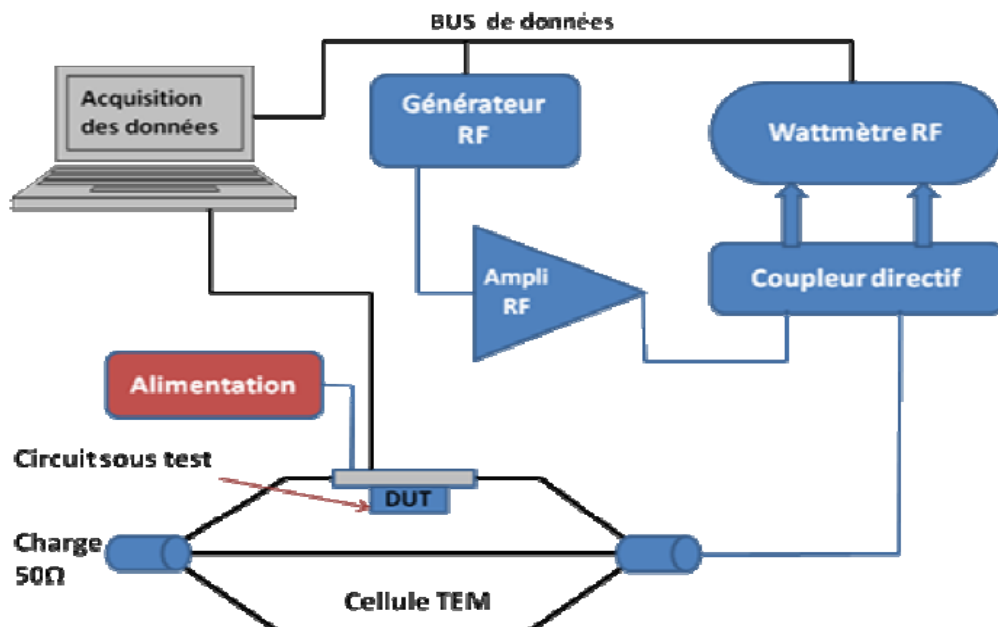 BUS de données
Acquisition
des données
Générateur
RF
Wattmètre RF
Ampli
RF
Coupleur directif
Alimentation
Circuit sous test
DUT
Charge
50Ω
Cellule TEM